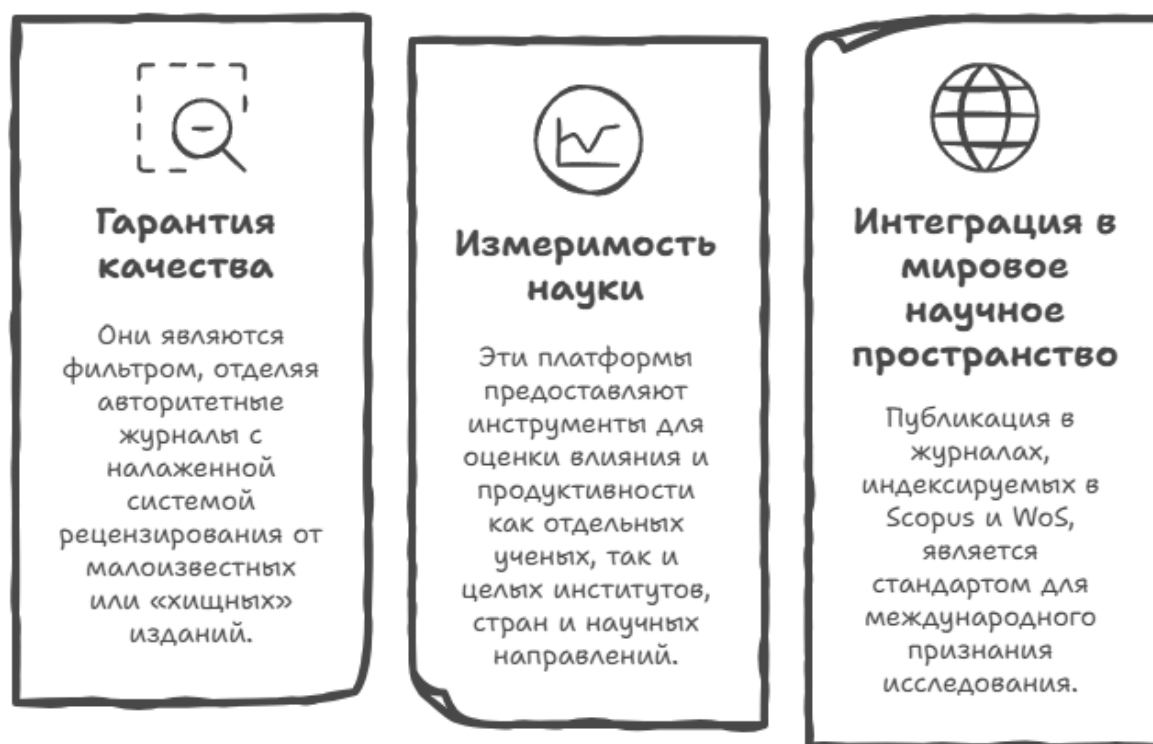 Гарантия
качества
Они являются
фильтром, отделяя
авторитетные
журналы с
налаженной
системой
рецензирования от
малоизвестных
или «хищных»
изданий.
Измеримость
науки
Эти платформы
предоставляют
инструменты для
оценки влияния и
продуктивности
как отдельных
ученых, так и
целых институтов,
стран и научных
направлений.
Интеграция в
мировое
научное
пространство
Публикация в
журналах,
индексируемых в
Scopus и WoS,
является
стандартом для
международного
признания
исследования.